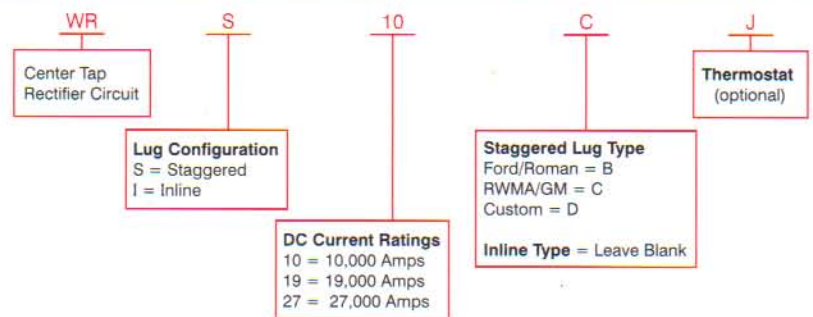 WR S 10 C J
Center Tap
Rectifier Circuit
Thermostat
(optional)
Lug Configuration
S = Staggered
I = Inline
Staggered Lug Type
Ford/Roman = B
RWMA/GM = C
Custom = D
Inline Type = Leave Blank
DC Current Ratings
10 = 10,000 Amps
19 = 19,000 Amps
27 = 27,000 Amps